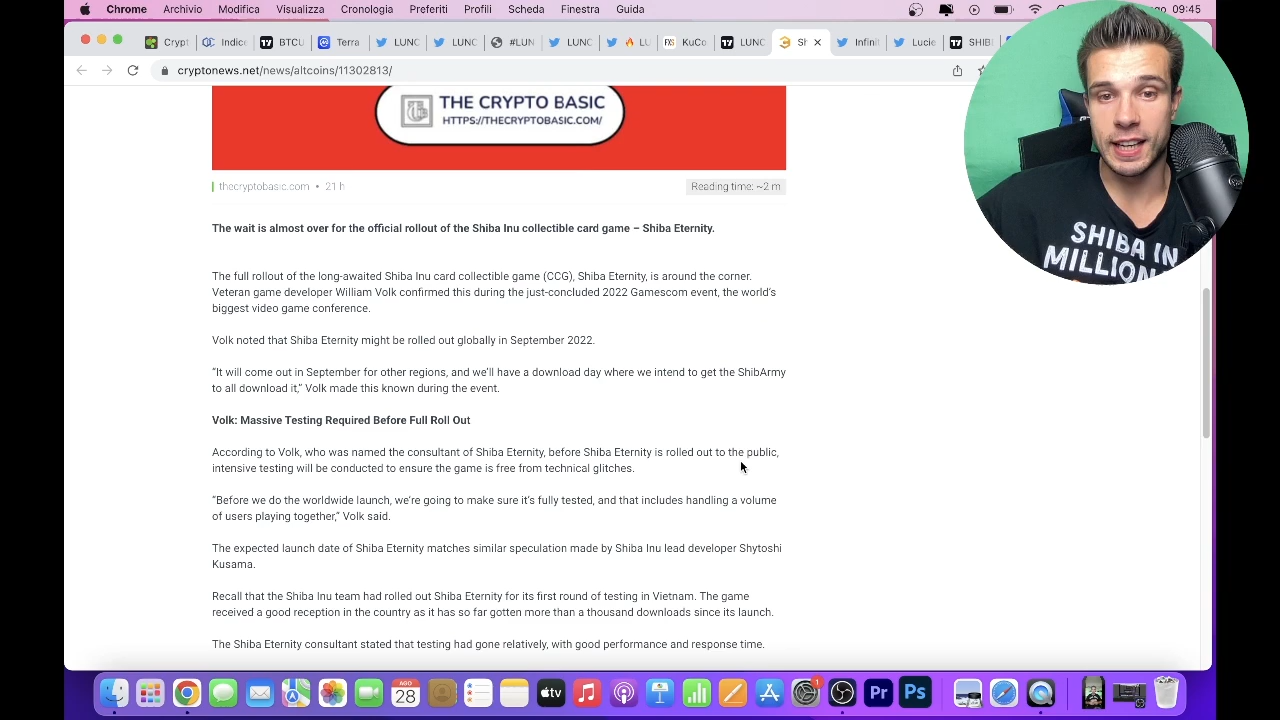 Chrome Archivio Modifica Visualizza Cronologia Preferiti Profili Scheda Finestra Guida
09:45
Crypt Indice BTCU Terra LUNC LUNC #LUN LUNC LU KuCo LUNC Sh Infinit Lucie SHIBI
cryptonews.net/news/altcoins/11302813/
THE CRYPTO BASIC
HTTPS://THECRYPTOBASIC.COM/
thecryptobasic.com • 21 h
Reading time: ~2 m
SHIBA IN
MILLION
The wait is almost over for the official rollout of the Shiba Inu collectible card game – Shiba Eternity.
The full rollout of the long-awaited Shiba Inu card collectible game (CCG), Shiba Eternity, is around the corner.
Veteran game developer William Volk confirmed this during the just-concluded 2022 Gamescom event, the world's
biggest video game conference.
Volk noted that Shiba Eternity might be rolled out globally in September 2022.
"It will come out in September for other regions, and we'll have a download day where we intend to get the ShibArmy
to all download it," Volk made this known during the event.
Volk: Massive Testing Required Before Full Roll Out
According to Volk, who was named the consultant of Shiba Eternity, before Shiba Eternity is rolled out to the public,
intensive testing will be conducted to ensure the game is free from technical glitches.
"Before we do the worldwide launch, we're going to make sure it's fully tested, and that includes handling a volume
of users playing together," Volk said.
The expected launch date of Shiba Eternity matches similar speculation made by Shiba Inu lead developer Shytoshi
Kusama.
Recall that the Shiba Inu team had rolled out Shiba Eternity for its first round of testing in Vietnam. The game
received a good reception in the country as it has so far gotten more than a thousand downloads since its launch.
The Shiba Eternity consultant stated that testing had gone relatively, with good performance and response time.
AGO
28
tv
1
Pr
Ps